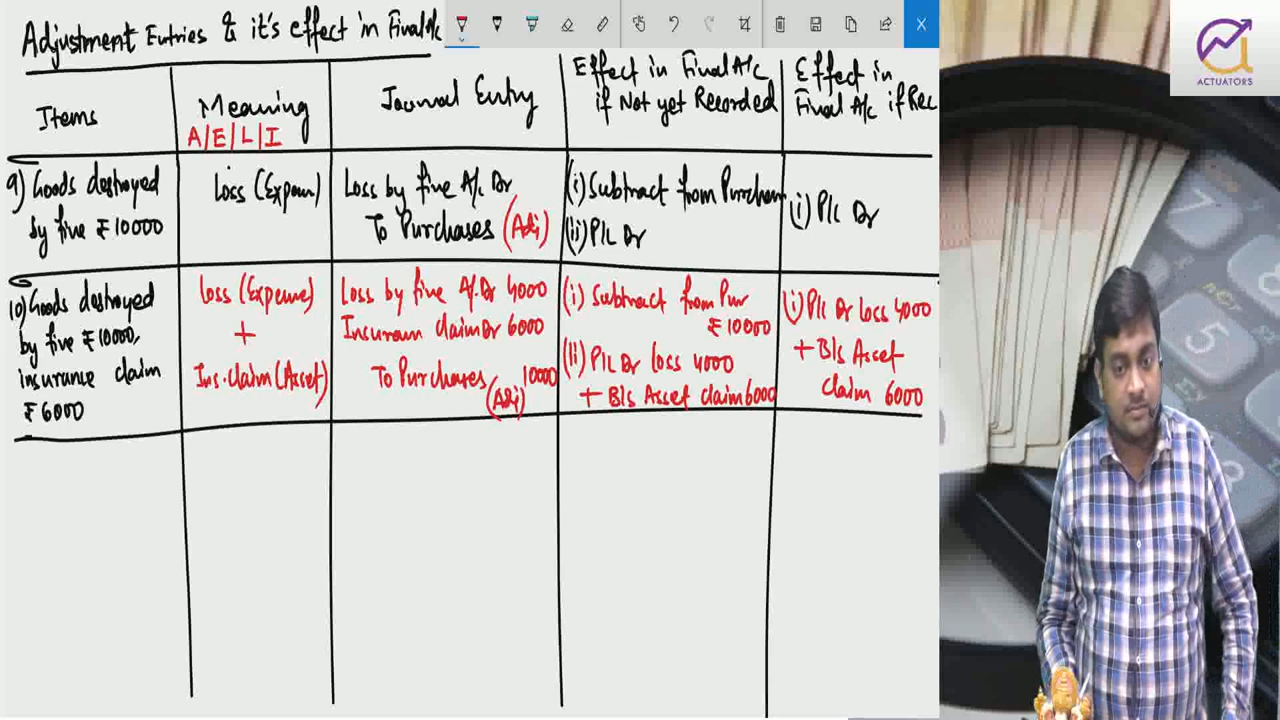 Adjustment Entries & it's effect in Final A/c
ACTUATORS
Items
Meaning
A/E/L/I
Journal Entry
Effect in Final A/c
if Not yet Recorded
Effect in
Final A/c if Rec
9) Goods destroyed
by fire ₹ 10000
Loss (Expense)
Loss by fire A/c Dr
To Purchases (Adj)
(i) Subtract from Purchases
(ii) P/L Dr
(i) P/L Dr
10) Goods destroyed
by fire ₹ 10000,
insurance claim
₹ 6000
Loss (Expense)
+
Ins. claim (Asset)
Loss by fire A/c Dr 4000
Insurance claim Dr 6000
To Purchases 10000
(Adj)
(i) Subtract from Pur
₹ 10000
(ii) P/L Dr loss 4000
+ B/s Asset claim 6000
i) P/L Dr loss 4000
+ B/s Asset
claim 6000